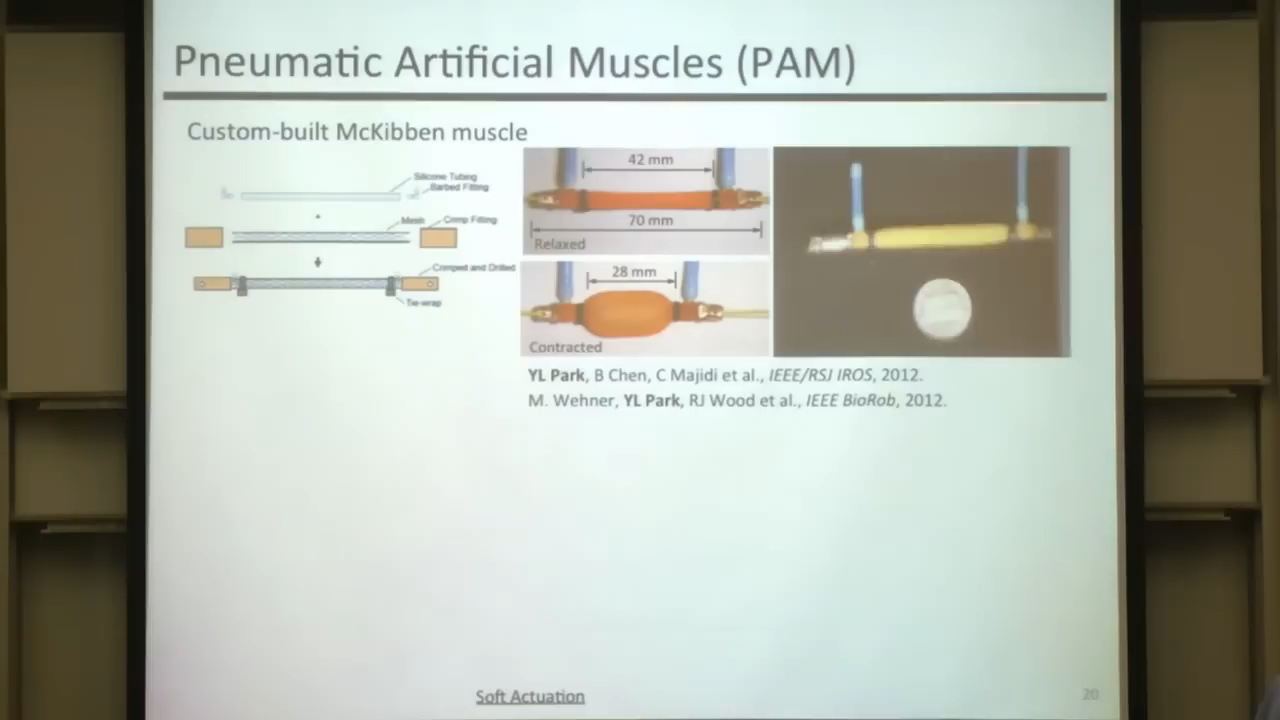 Pneumatic Artificial Muscles (PAM)
Custom-built McKibben muscle
Silicone Tubing
Barbed Fitting
Mesh
Crimp Fitting
Crimped and Drilled
Tie-wrap
42 mm
70 mm
Relaxed
28 mm
Contracted
YL Park, B Chen, C Majidi et al., IEEE/RSJ IROS, 2012.
M. Wehner, YL Park, RJ Wood et al., IEEE BioRob, 2012.
Soft Actuation
20